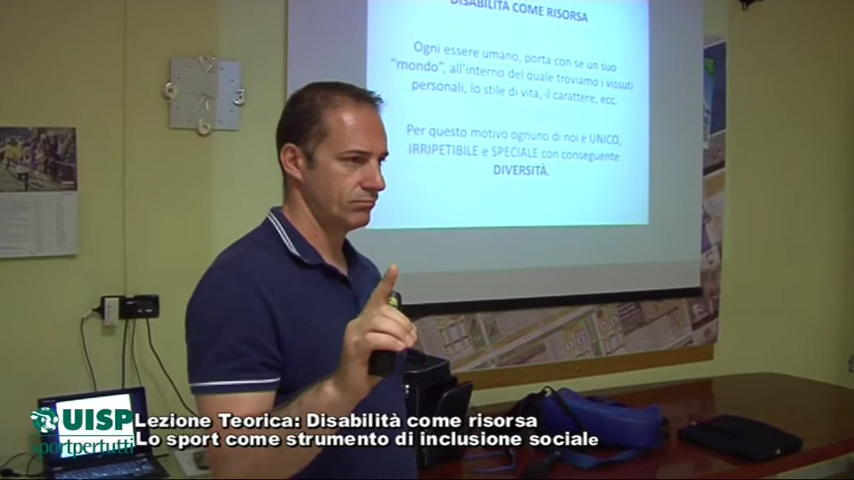 DISABILITÀ COME RISORSA
Ogni essere umano, porta con se un suo
"mondo", all'interno del quale troviamo i vissuti
personali, lo stile di vita, il carattere, ecc.
Per questo motivo ognuno di noi è UNICO,
IRRIPETIBILE e SPECIALE con conseguente
DIVERSITÀ.
UISP
sportpertutti
Lezione Teorica: Disabilità come risorsa
Lo sport come strumento di inclusione sociale